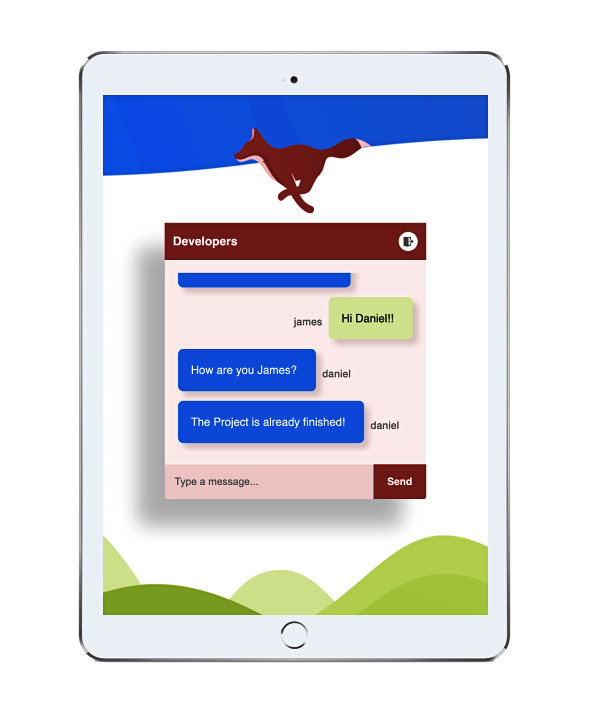 Developers
james
Hi Daniel!!
How are you James?
daniel
The Project is already finished!
daniel
Type a message...
Send